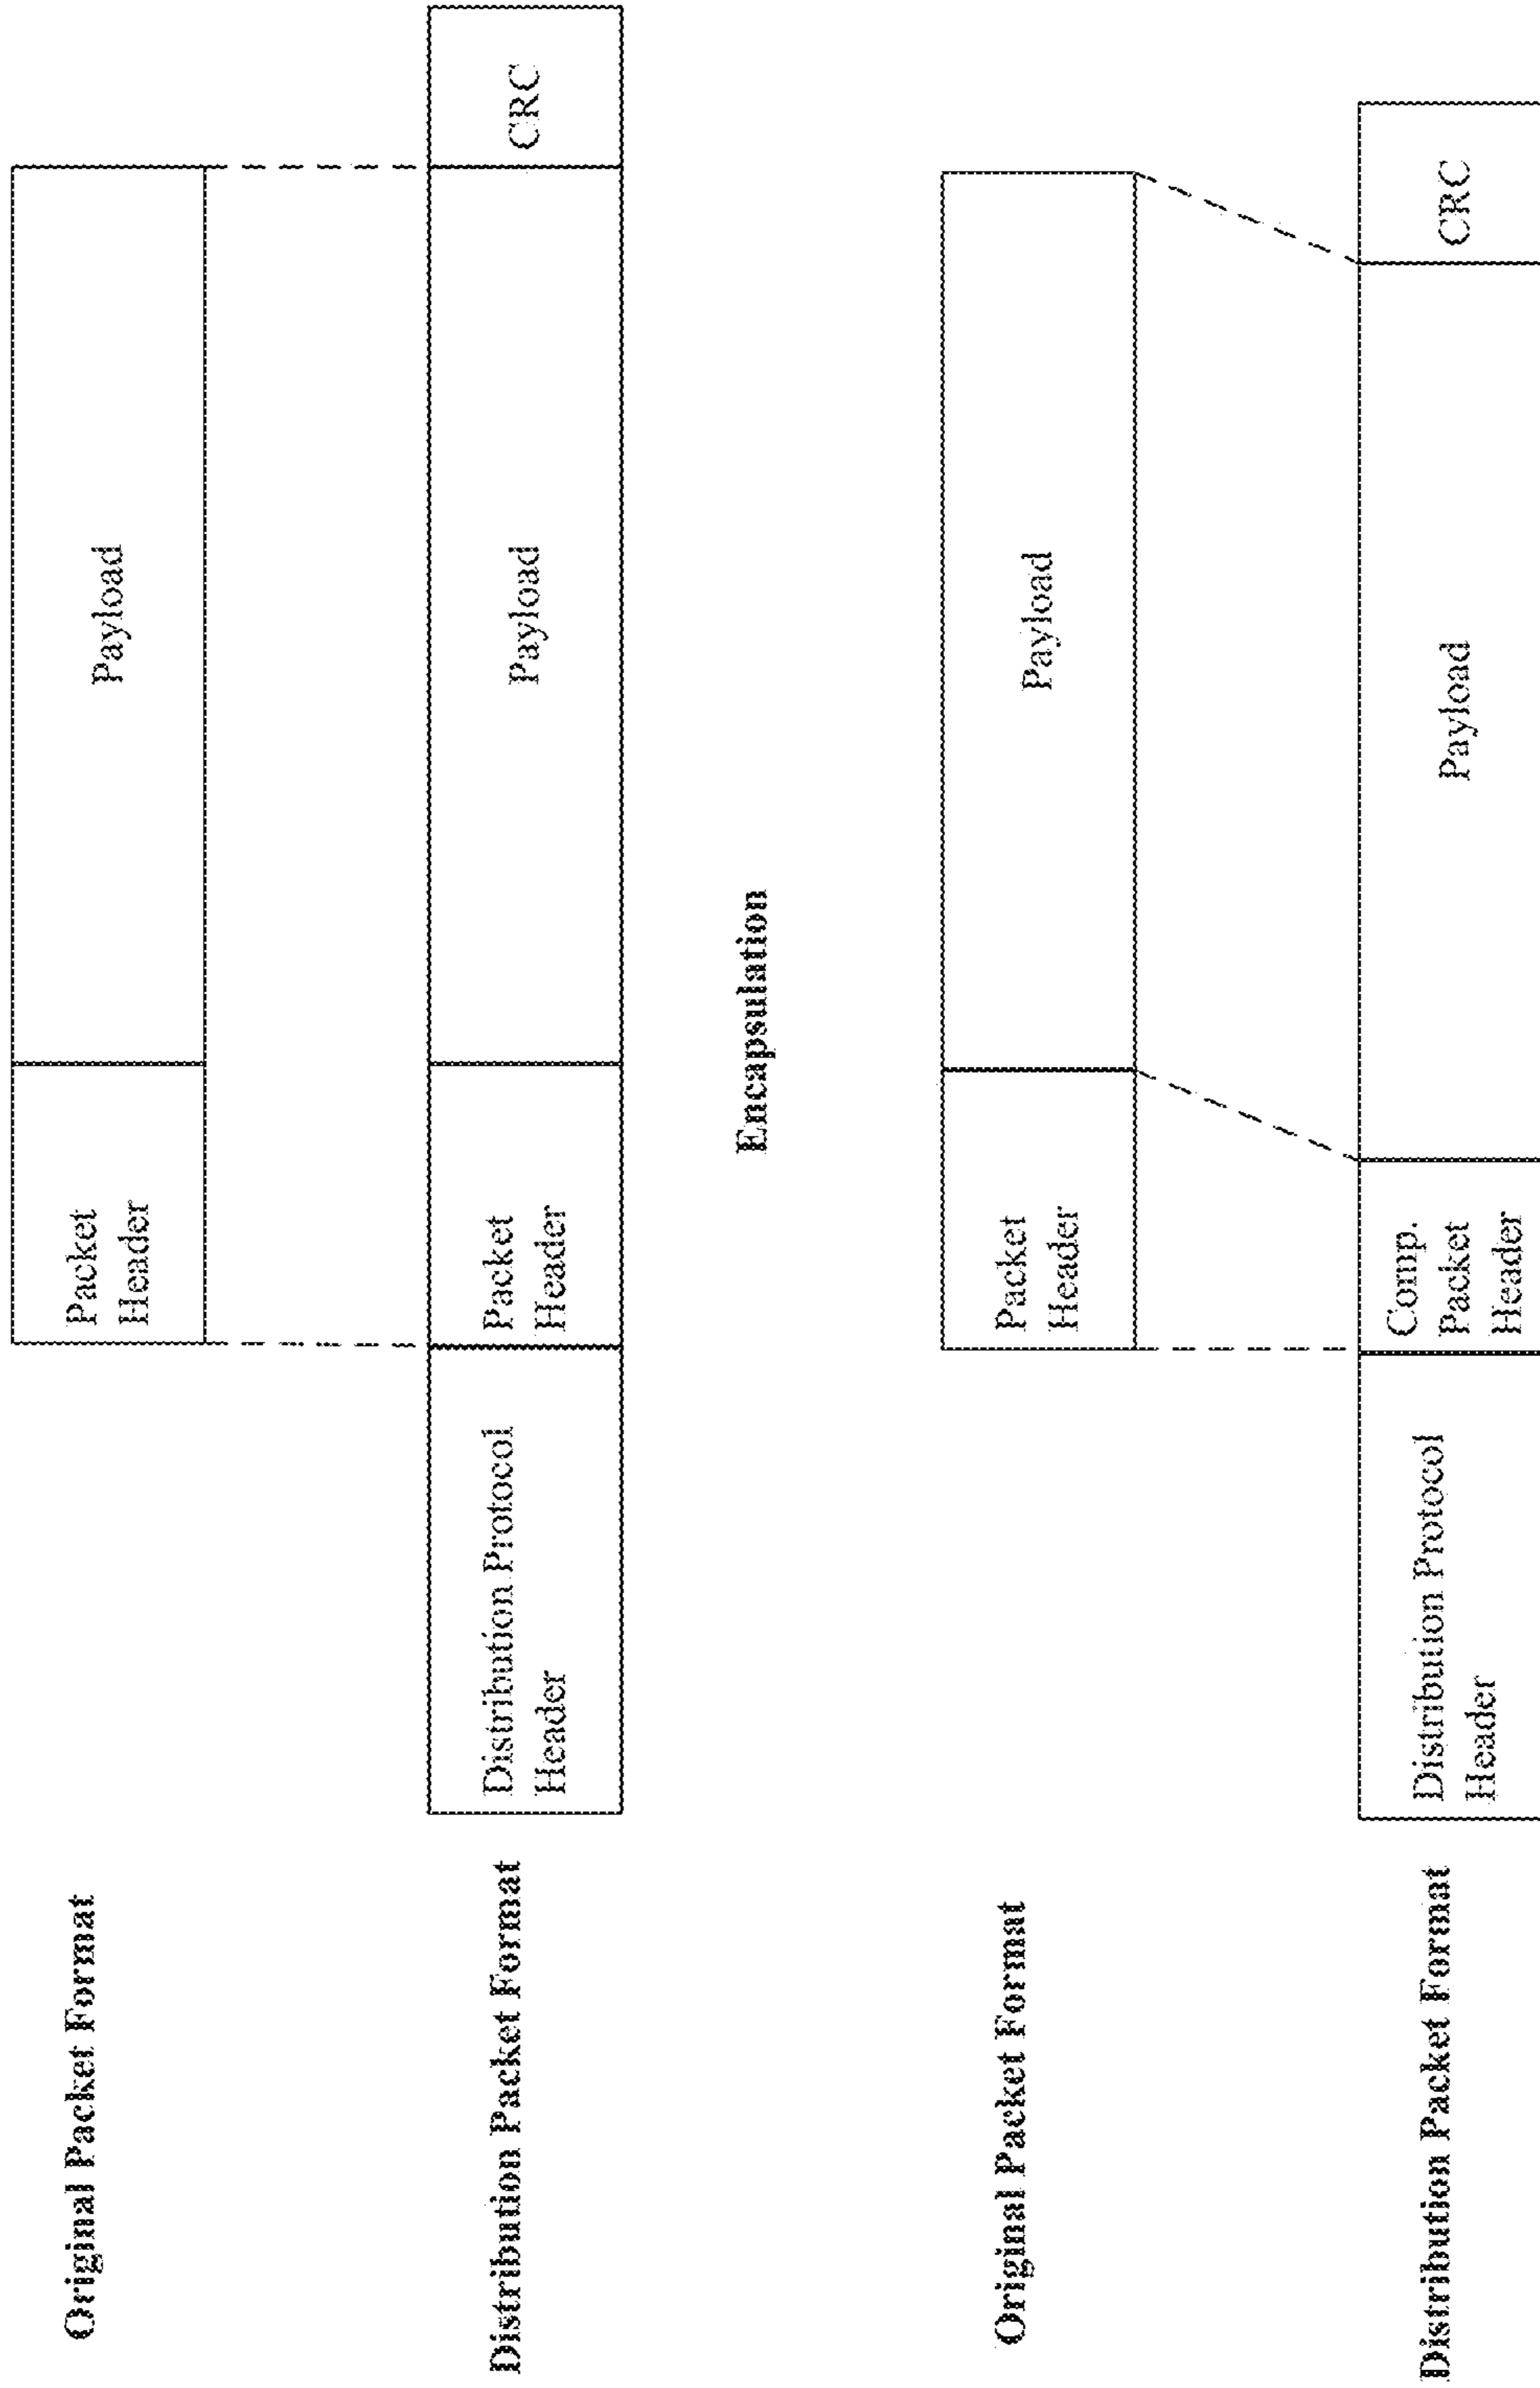 Original Packet Format
Packet
Header
Payload
Distribution Packet Format
Distribution Protocol
Header
Packet
Header
Payload
CRC
Encapsulation
Original Packet Format
Packet
Header
Payload
Distribution Packet Format
Distribution Protocol
Header
Comp.
Packet
Header
Payload
CRC